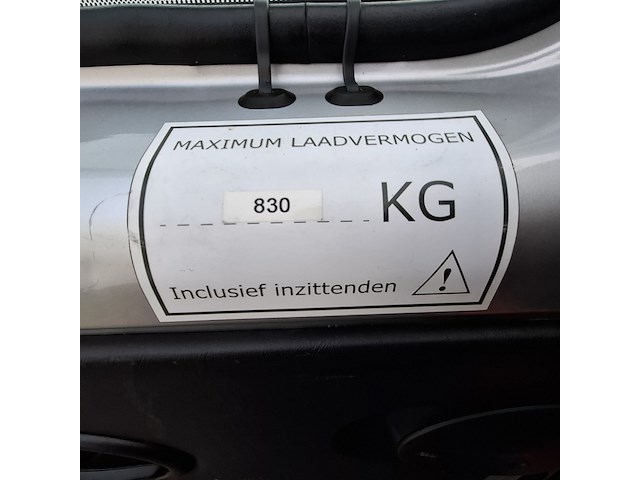 MAXIMUM LAADVERMOGEN
830 KG
Inclusief inzittenden